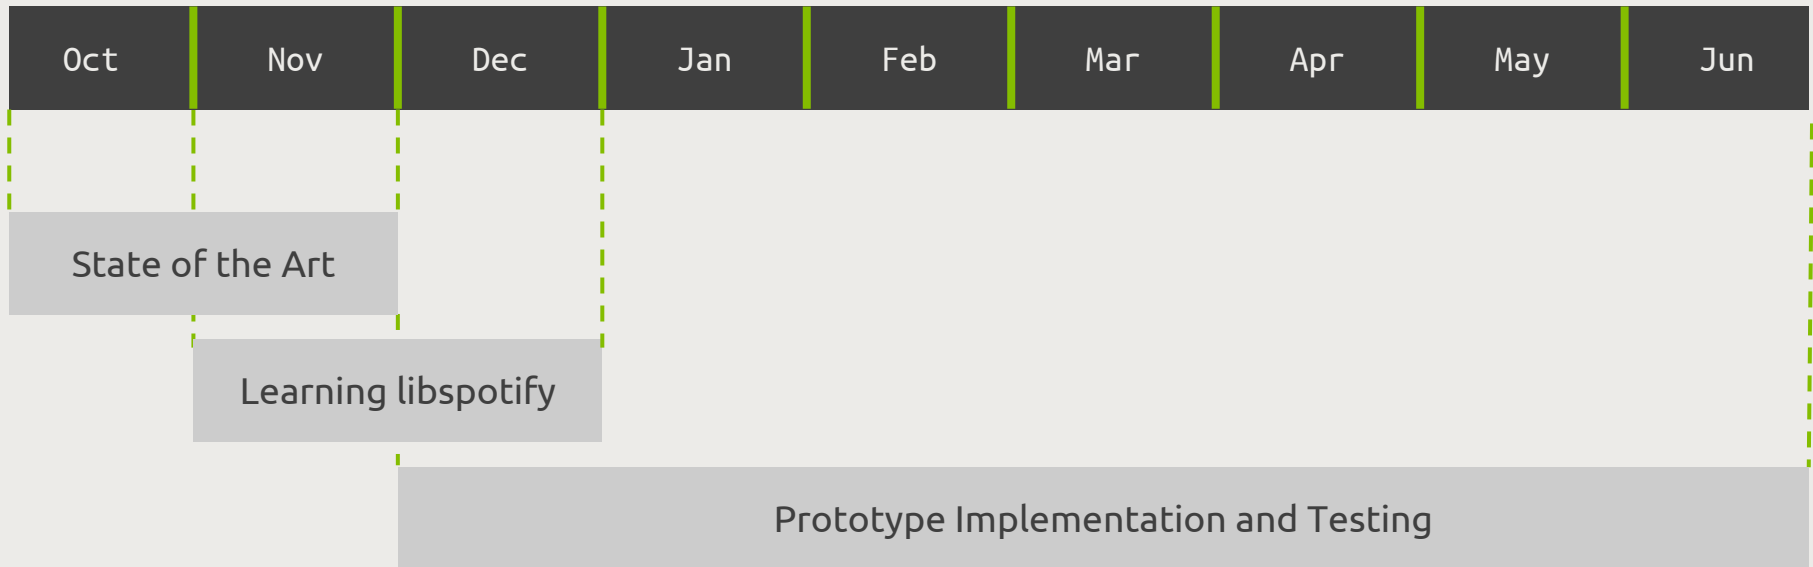 Oct Nov Dec Jan Feb Mar Apr May Jun
State of the Art
Learning libspotify
Prototype Implementation and Testing